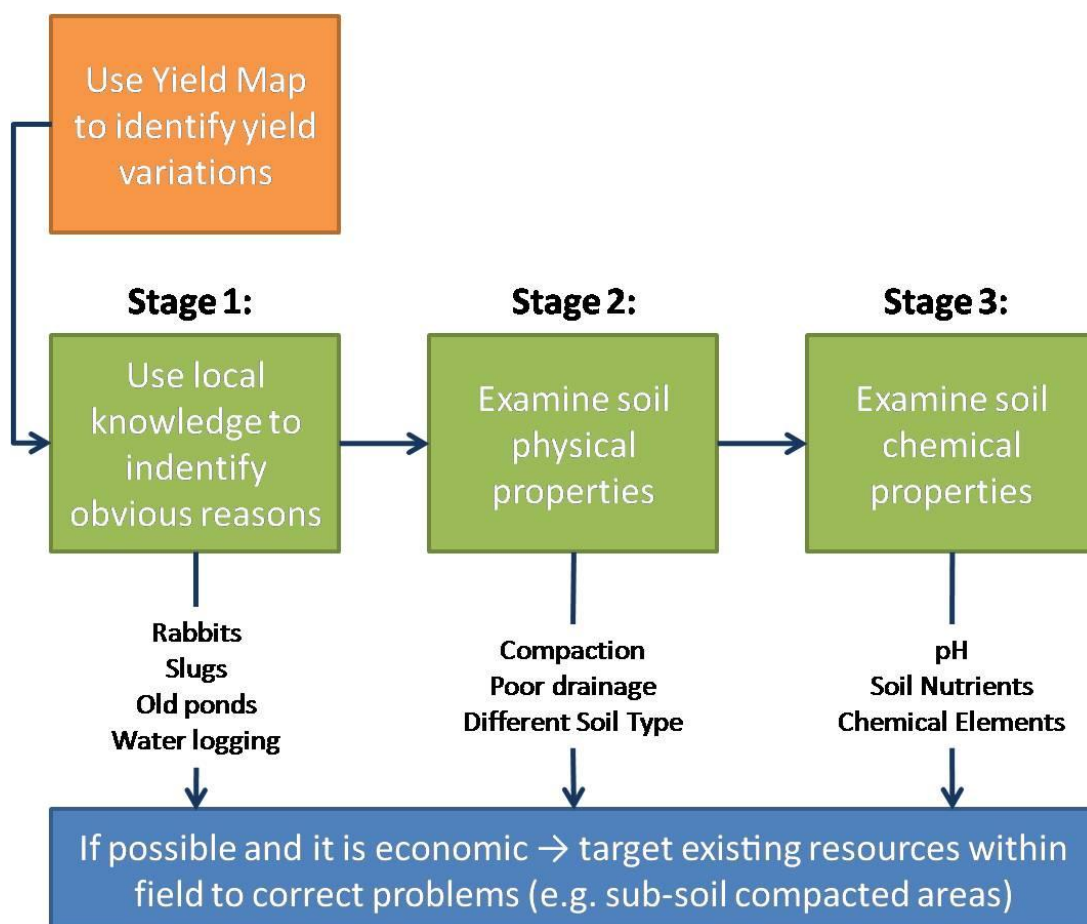 Use Yield Map
to identify yield
variations
Stage 1:
Stage 2:
Stage 3:
Use local
knowledge to
indentify
obvious reasons
Examine soil
physical
properties
Examine soil
chemical
properties
Rabbits
Slugs
Old ponds
Water logging
Compaction
Poor drainage
Different Soil Type
pH
Soil Nutrients
Chemical Elements
If possible and it is economic → target existing resources within
field to correct problems (e.g. sub-soil compacted areas)